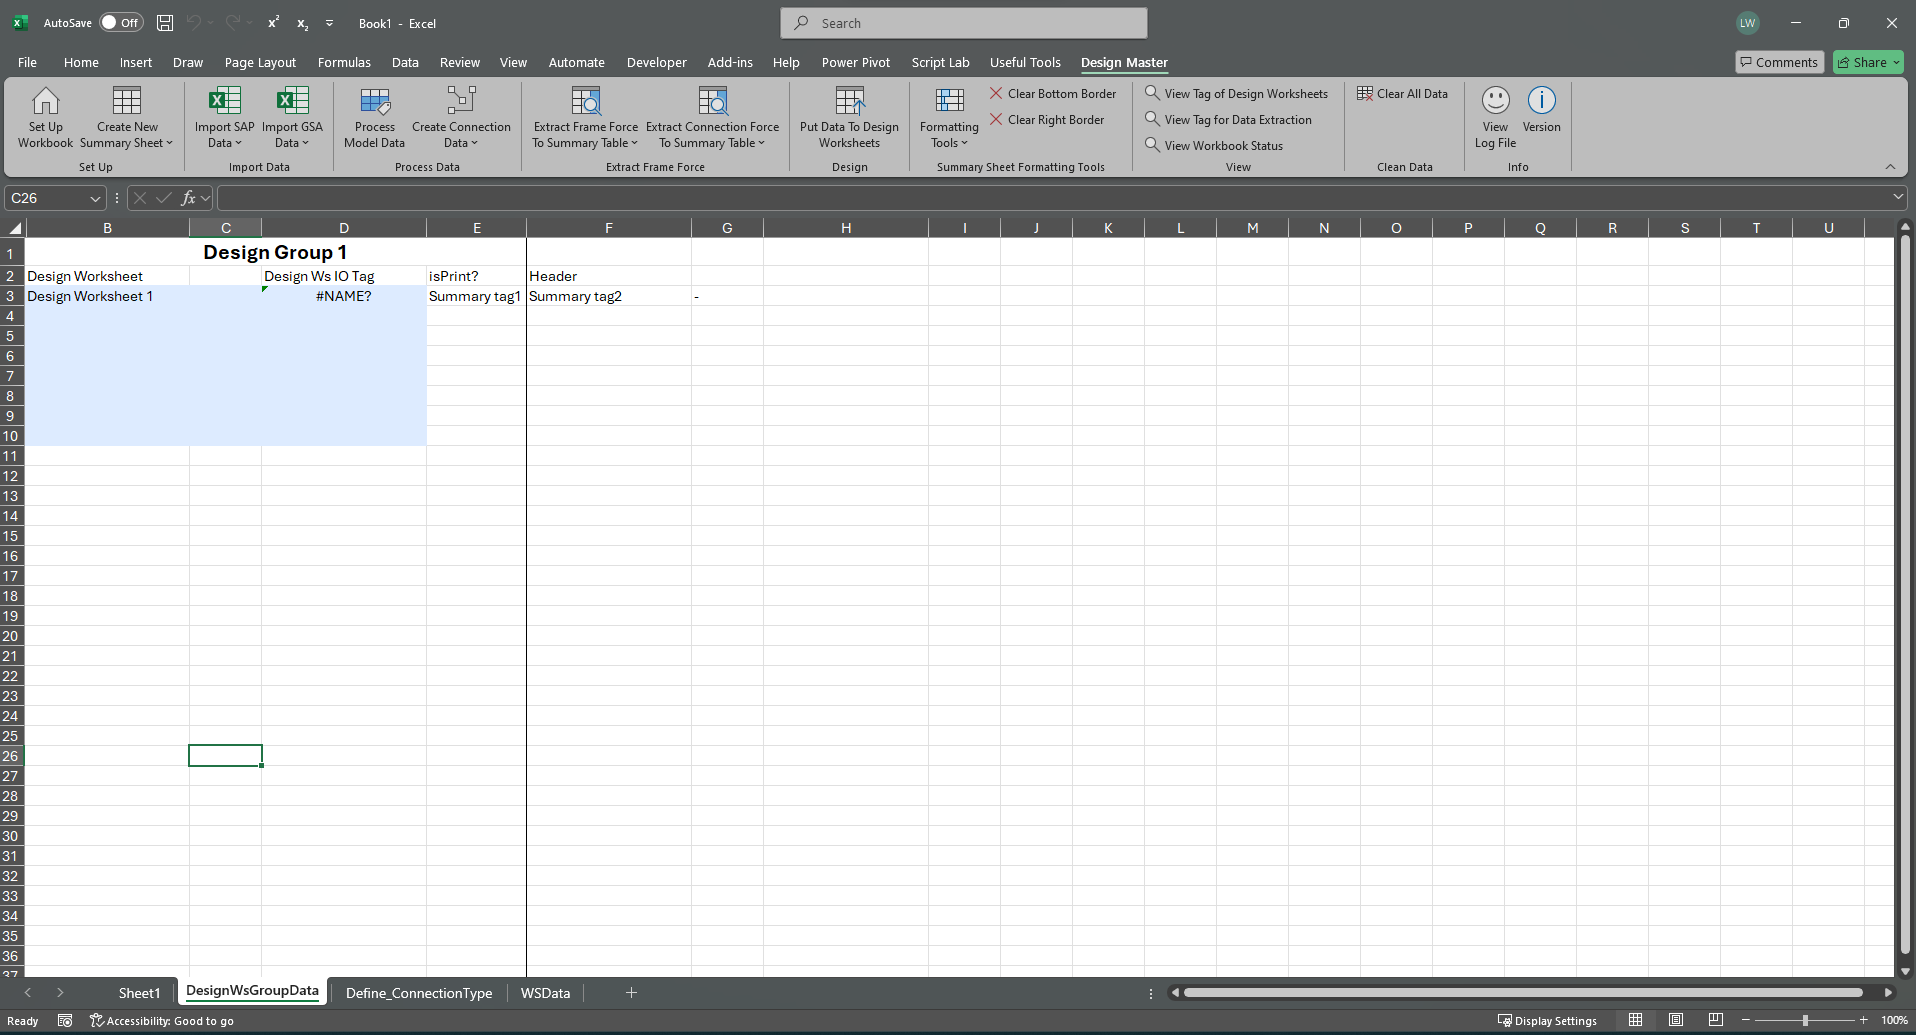 AutoSave Off x² x₂ Book1 - Excel Search LW
File Home Insert Draw Page Layout Formulas Data Review View Automate Developer Add-ins Help Power Pivot Script Lab Useful Tools Design Master Comments Share
Set Up Workbook
Create New Summary Sheet
Set Up
Import SAP Data
Import GSA Data
Import Data
Process Model Data
Create Connection Data
Process Data
Extract Frame Force To Summary Table
Extract Connection Force To Summary Table
Extract Frame Force
Put Data To Design Worksheets
Design
Formatting Tools
Clear Bottom Border
Clear Right Border
Summary Sheet Formatting Tools
View Tag of Design Worksheets
View Tag for Data Extraction
View Workbook Status
View
Clear All Data
Clean Data
View Log File
Version
Info
C26 fx
B C D E F G H I J K L M N O P Q R S T U
1 Design Group 1
2 Design Worksheet Design Ws IO Tag isPrint? Header
3 Design Worksheet 1 #NAME? Summary tag1 Summary tag2 -
4
5
6
7
8
9
10
11
12
13
14
15
16
17
18
19
20
21
22
23
24
25
26
27
28
29
30
31
32
33
34
35
36
37
Sheet1 DesignWsGroupData Define_ConnectionType WSData +
Ready Accessibility: Good to go Display Settings - + 100%